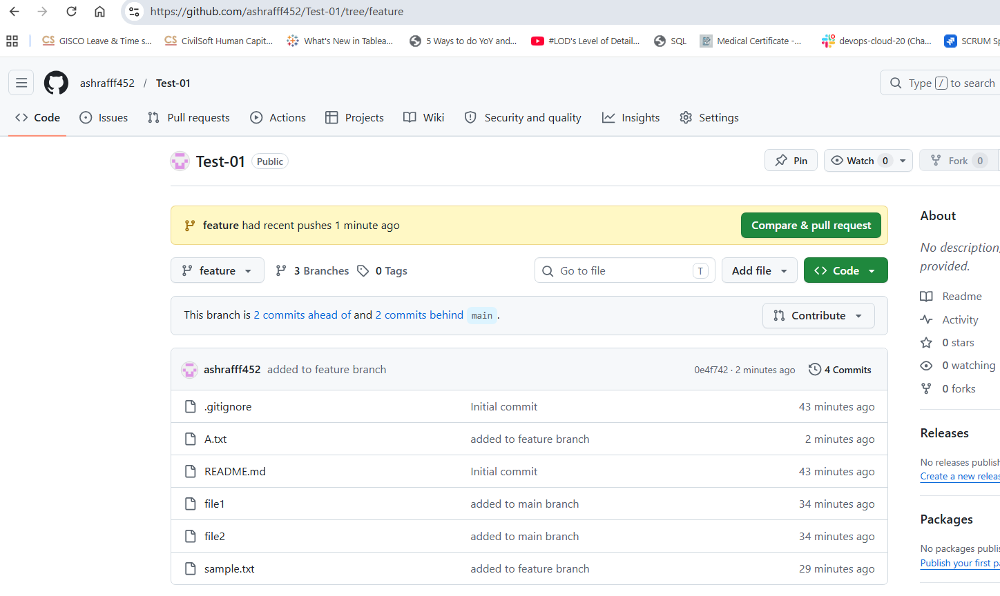 https://github.com/ashrafff452/Test-01/tree/feature
GISCO Leave & Time s...
CivilSoft Human Capit...
What's New in Tablea...
5 Ways to do YoY and...
#LOD's Level of Detail...
SQL
Medical Certificate -...
devops-cloud-20 (Cha...
SCRUM Sp
ashrafff452 / Test-01
Type / to search
Code
Issues
Pull requests
Actions
Projects
Wiki
Security and quality
Insights
Settings
Test-01 Public
Pin
Watch 0
Fork 0
feature had recent pushes 1 minute ago
Compare & pull request
feature
3 Branches
0 Tags
Go to file T
Add file
Code
This branch is 2 commits ahead of and 2 commits behind main .
Contribute
ashrafff452 added to feature branch
0e4f742 · 2 minutes ago
4 Commits
.gitignore Initial commit 43 minutes ago
A.txt added to feature branch 2 minutes ago
README.md Initial commit 43 minutes ago
file1 added to main branch 34 minutes ago
file2 added to main branch 34 minutes ago
sample.txt added to feature branch 29 minutes ago
About
No description,
provided.
Readme
Activity
0 stars
0 watching
0 forks
Releases
No releases publish
Create a new releas
Packages
No packages publis
Publish your first p